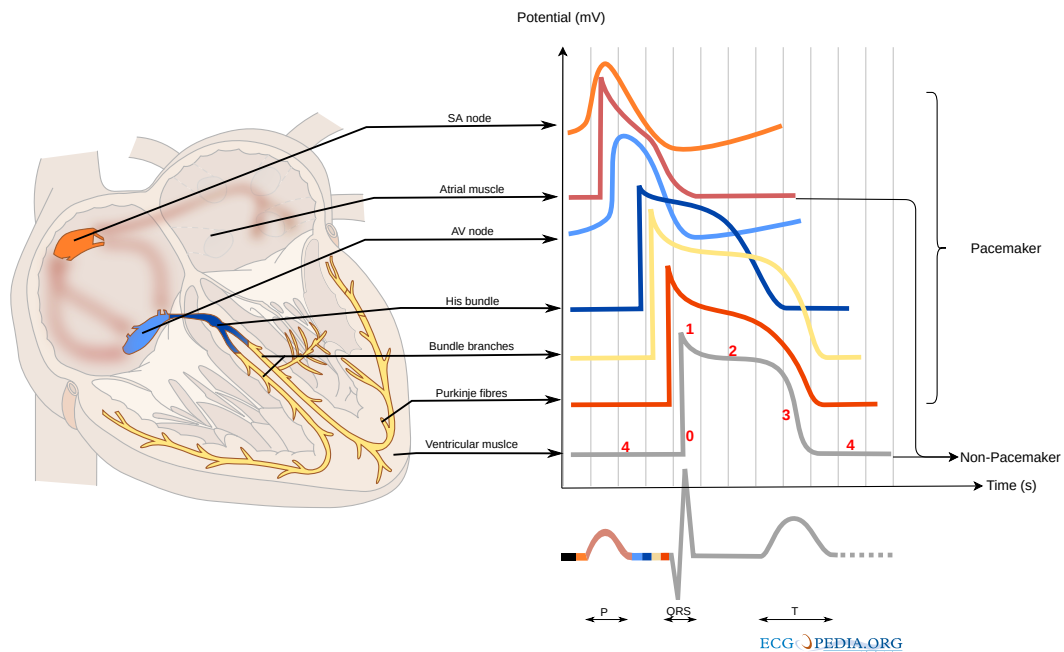 Potential (mV)
SA node
Atrial muscle
AV node
His bundle
Bundle branches
Purkinje fibres
Ventricular muslce
1
2
3
0
4
4
Pacemaker
Non-Pacemaker
Time (s)
P
QRS
T
ECGPEDIA.ORG